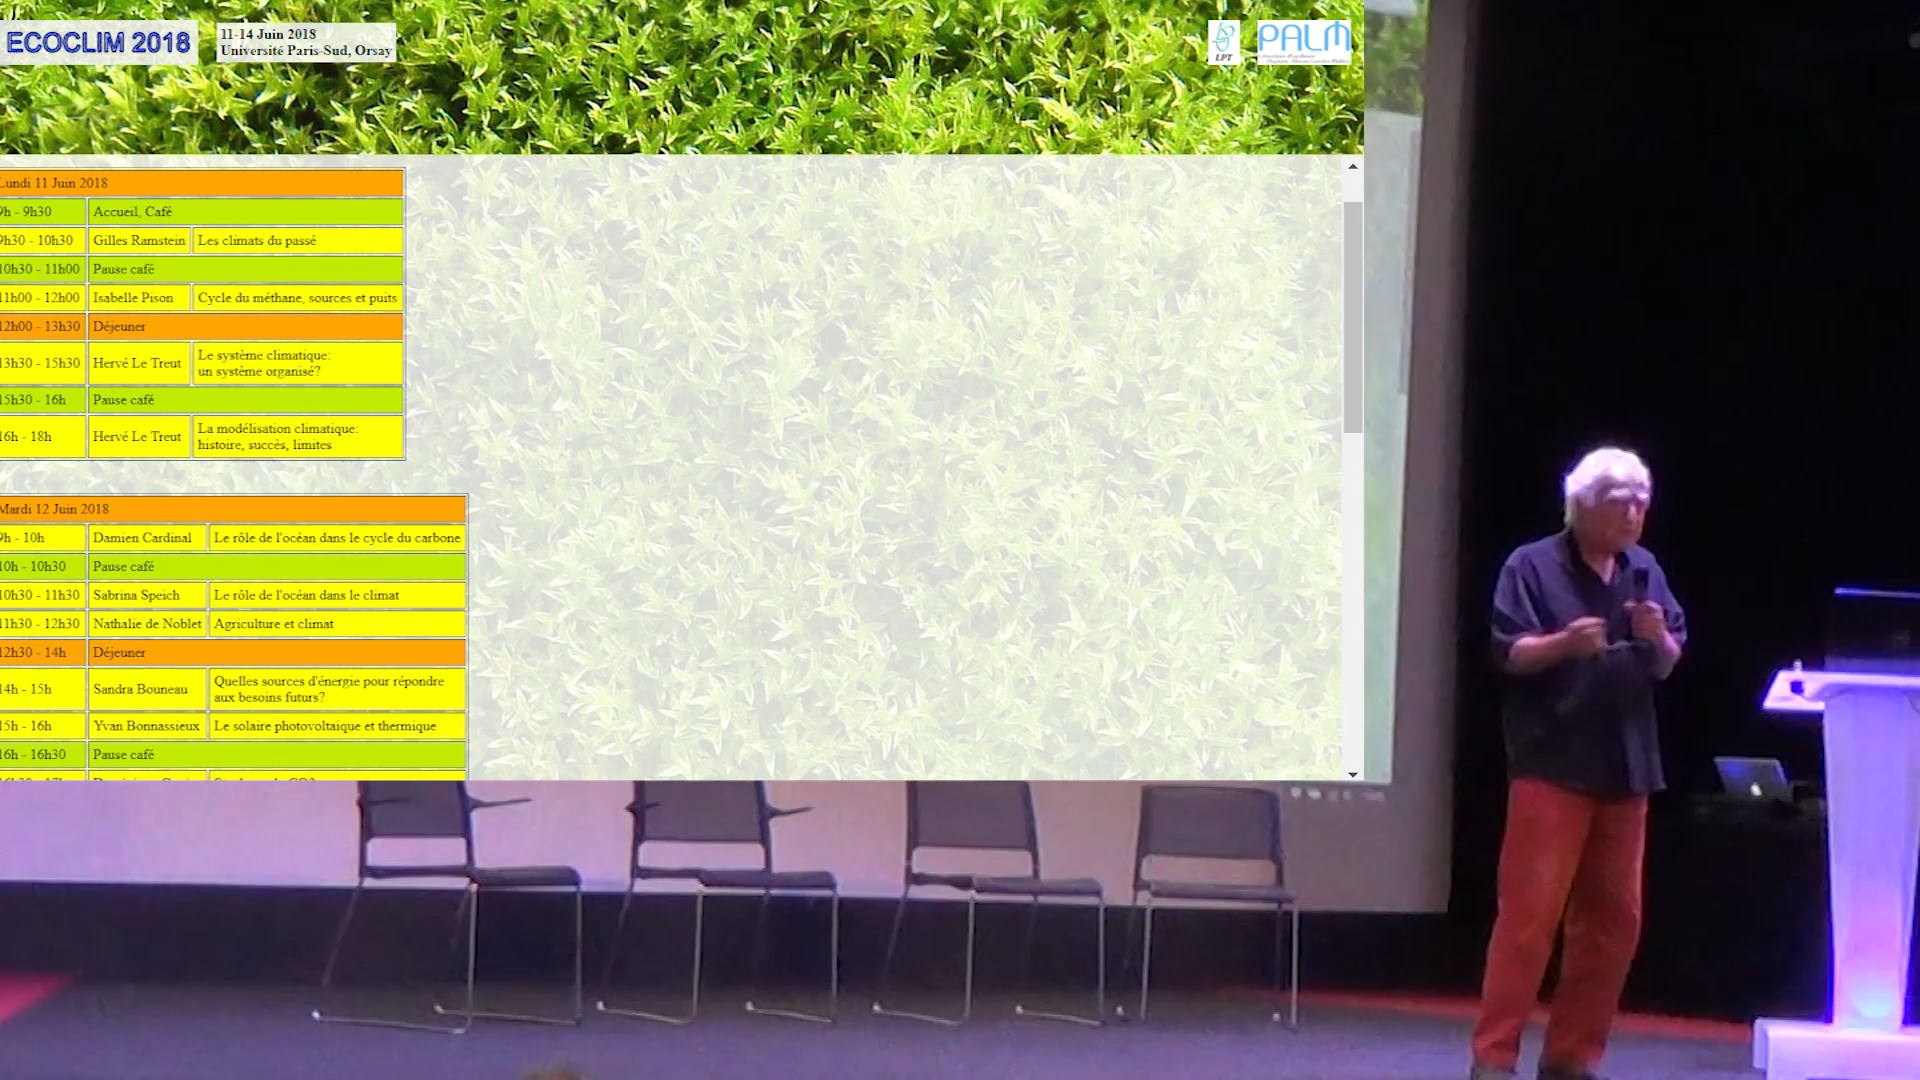 ECOCLIM 2018
11-14 Juin 2018
Université Paris-Sud, Orsay
LPT
PALM
Lundi 11 Juin 2018
9h - 9h30 Accueil, Café
9h30 - 10h30 Gilles Ramstein Les climats du passé
10h30 - 11h00 Pause café
11h00 - 12h00 Isabelle Pison Cycle du méthane, sources et puits
12h00 - 13h30 Déjeuner
13h30 - 15h30 Hervé Le Treut Le système climatique:
un système organisé?
15h30 - 16h Pause café
16h - 18h Hervé Le Treut La modélisation climatique:
histoire, succès, limites
Mardi 12 Juin 2018
9h - 10h Damien Cardinal Le rôle de l'océan dans le cycle du carbone
10h - 10h30 Pause café
10h30 - 11h30 Sabrina Speich Le rôle de l'océan dans le climat
11h30 - 12h30 Nathalie de Noblet Agriculture et climat
12h30 - 14h Déjeuner
14h - 15h Sandra Bouneau Quelles sources d'énergie pour répondre
aux besoins futurs?
15h - 16h Yvan Bonnassieux Le solaire photovoltaique et thermique
16h - 16h30 Pause café